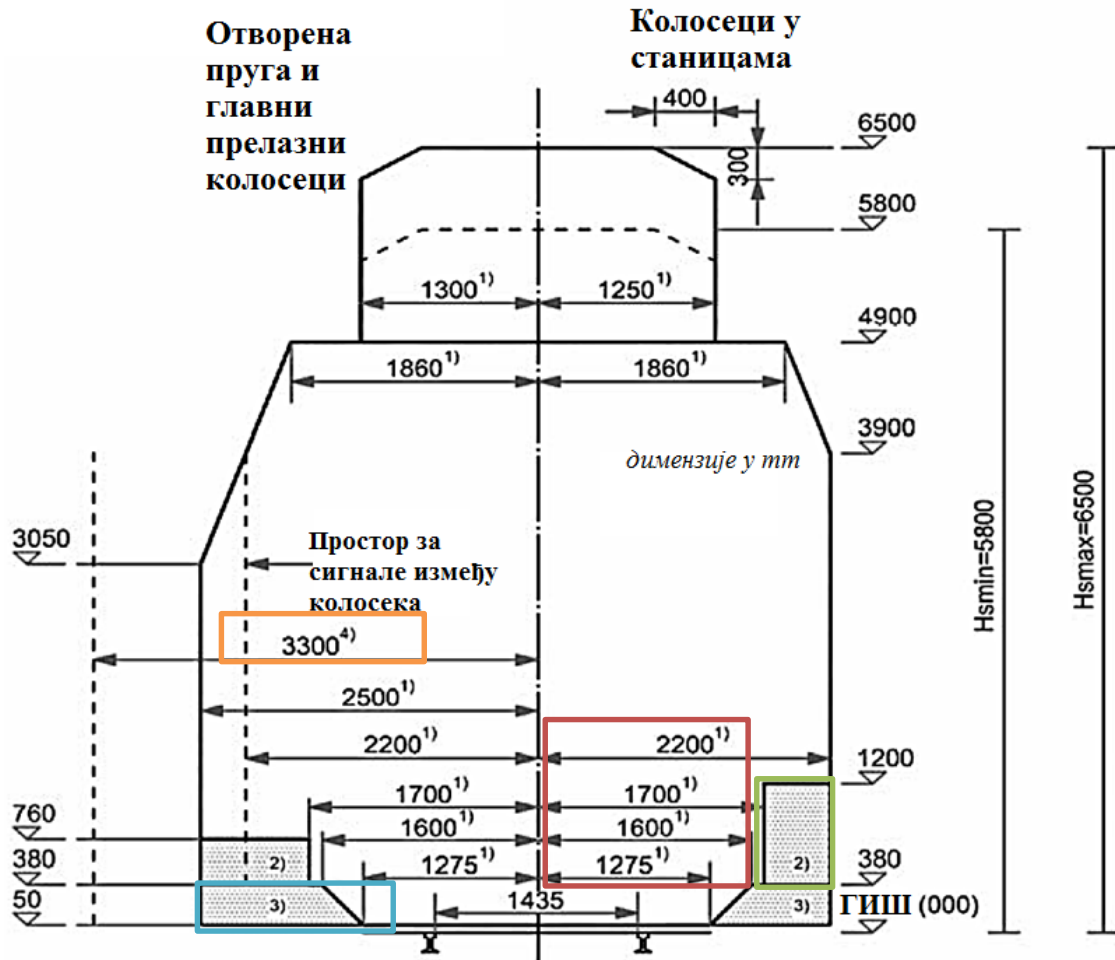 Отворена
пруга и
главни
прелазни
колосеци
Колосеци у
станицама
400
6500
300
5800
1300¹⁾ 1250¹⁾
4900
1860¹⁾ 1860¹⁾
3900
димензије у mm
Hsmin=5800
Hsmax=6500
3050
Простор за
сигнале између
колосека
3300⁴⁾
2500¹⁾
2200¹⁾ 2200¹⁾
1200
1700¹⁾ 1700¹⁾
760
1600¹⁾ 1600¹⁾
380 2) 1275¹⁾ 1275¹⁾ 2) 380
50 3) 1435 3) ГИШ (000)